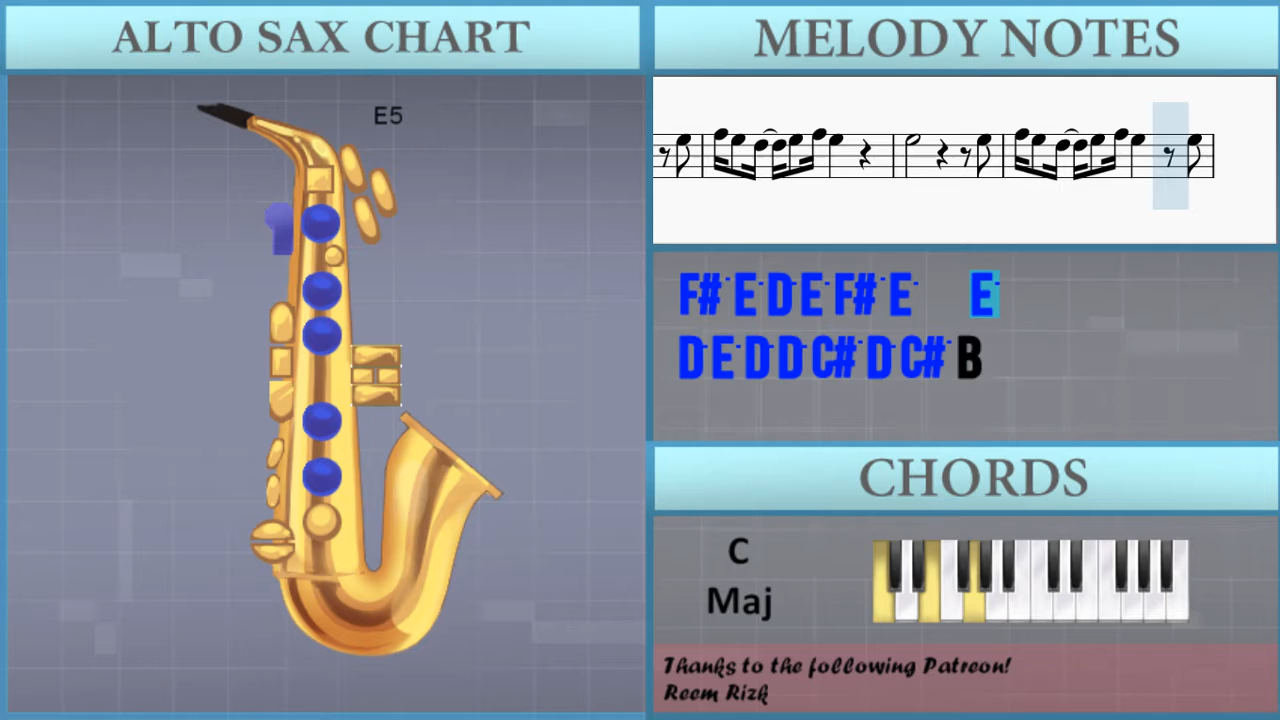 ALTO SAX CHART
E5
MELODY NOTES
F#· E· D· E· F#· E· E·
D· E· D· D· C#· D· C#· B
CHORDS
C
Maj
Thanks to the following Patreon!
Reem Rizk